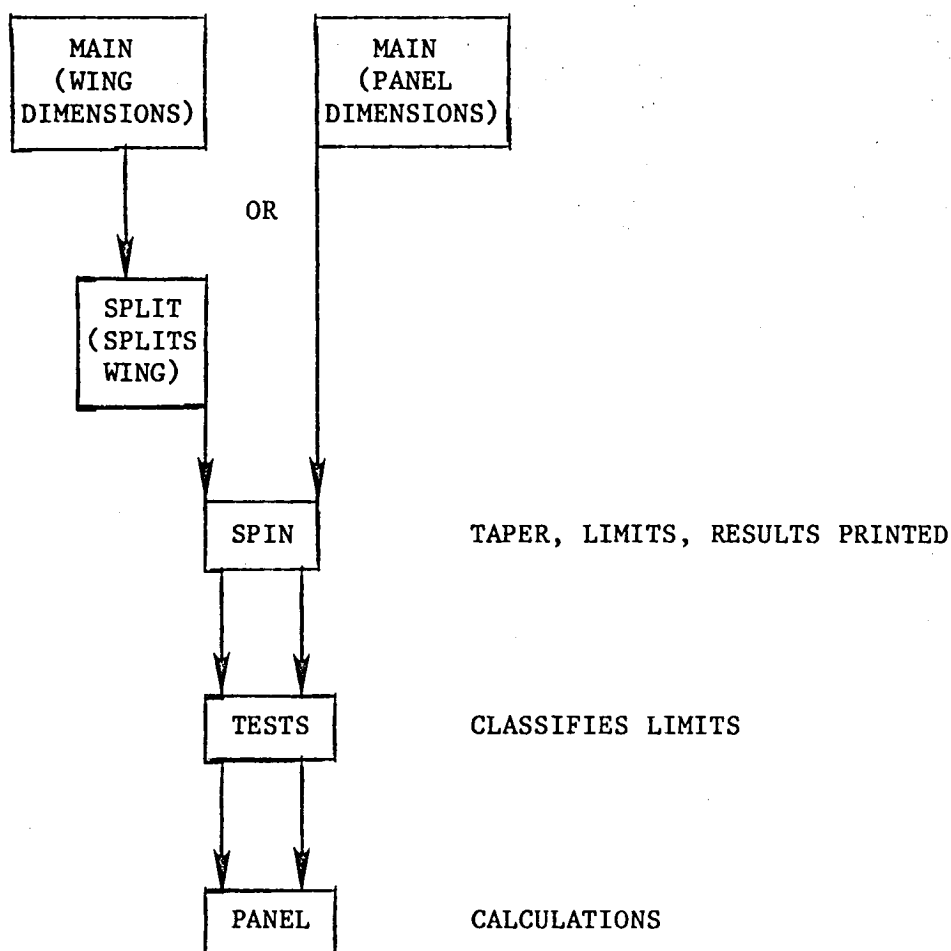 MAIN
(WING
DIMENSIONS)
MAIN
(PANEL
DIMENSIONS)
OR
SPLIT
(SPLITS
WING)
SPIN
TAPER, LIMITS, RESULTS PRINTED
TESTS
CLASSIFIES LIMITS
PANEL
CALCULATIONS